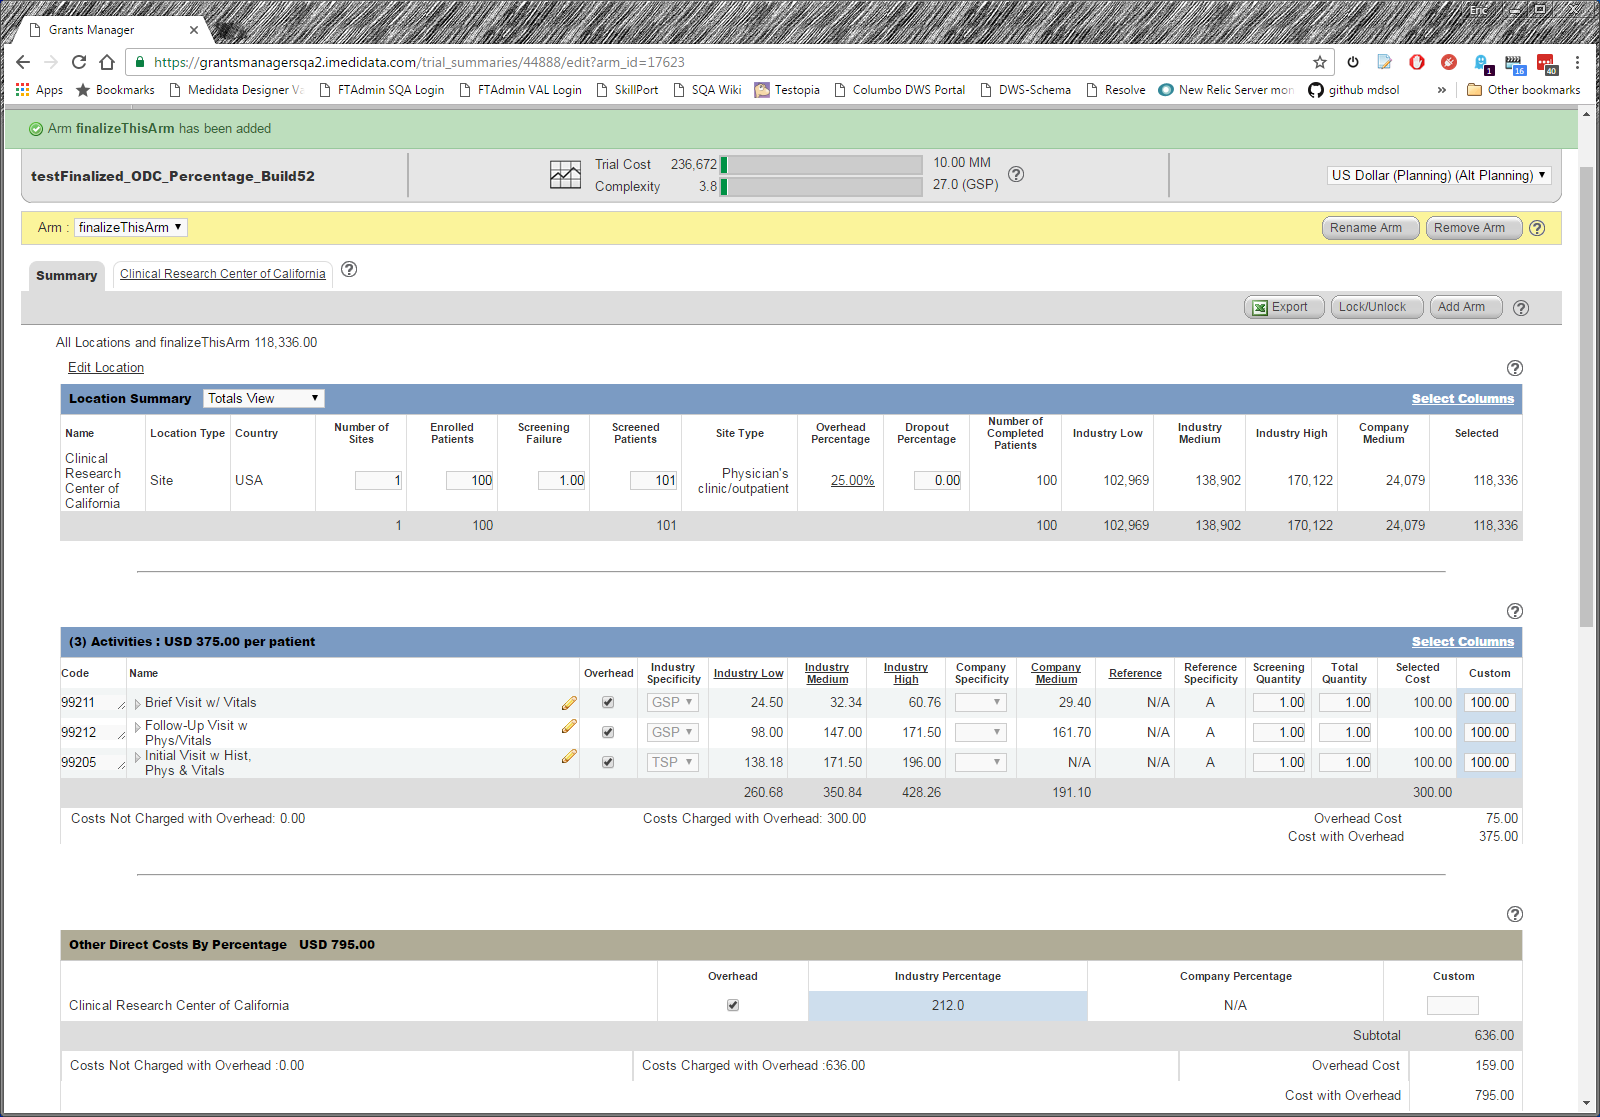 Eric
Grants Manager
https://grantsmanagersqa2.imedidata.com/trial_summaries/44888/edit?arm_id=17623
1 16 40
Apps Bookmarks Medidata Designer Va FTAdmin SQA Login FTAdmin VAL Login SkillPort SQA Wiki Testopia Columbo DWS Portal DWS-Schema Resolve New Relic Server mon github mdsol » Other bookmarks
Arm finalizeThisArm has been added
testFinalized_ODC_Percentage_Build52
Trial Cost 236,672 10.00 MM
Complexity 3.8 27.0 (GSP)
US Dollar (Planning) (Alt Planning)
Arm : finalizeThisArm Rename Arm Remove Arm
Summary Clinical Research Center of California
Export Lock/Unlock Add Arm
All Locations and finalizeThisArm 118,336.00
Edit Location
Location Summary Totals View Select Columns
Name Location Type Country Number of Sites Enrolled Patients Screening Failure Screened Patients Site Type Overhead Percentage Dropout Percentage Number of Completed Patients Industry Low Industry Medium Industry High Company Medium Selected
Clinical Research Center of California Site USA 1 100 1.00 101 Physician's clinic/outpatient 25.00% 0.00 100 102,969 138,902 170,122 24,079 118,336
1 100 101 100 102,969 138,902 170,122 24,079 118,336
(3) Activities : USD 375.00 per patient Select Columns
Code Name Overhead Industry Specificity Industry Low Industry Medium Industry High Company Specificity Company Medium Reference Reference Specificity Screening Quantity Total Quantity Selected Cost Custom
99211 Brief Visit w/ Vitals GSP 24.50 32.34 60.76 29.40 N/A A 1.00 1.00 100.00 100.00
99212 Follow-Up Visit w Phys/Vitals GSP 98.00 147.00 171.50 161.70 N/A A 1.00 1.00 100.00 100.00
99205 Initial Visit w Hist, Phys & Vitals TSP 138.18 171.50 196.00 N/A N/A A 1.00 1.00 100.00 100.00
260.68 350.84 428.26 191.10 300.00
Costs Not Charged with Overhead: 0.00 Costs Charged with Overhead: 300.00 Overhead Cost 75.00
Cost with Overhead 375.00
Other Direct Costs By Percentage USD 795.00
Overhead Industry Percentage Company Percentage Custom
Clinical Research Center of California 212.0 N/A
Subtotal 636.00
Costs Not Charged with Overhead :0.00 Costs Charged with Overhead :636.00 Overhead Cost 159.00
Cost with Overhead 795.00